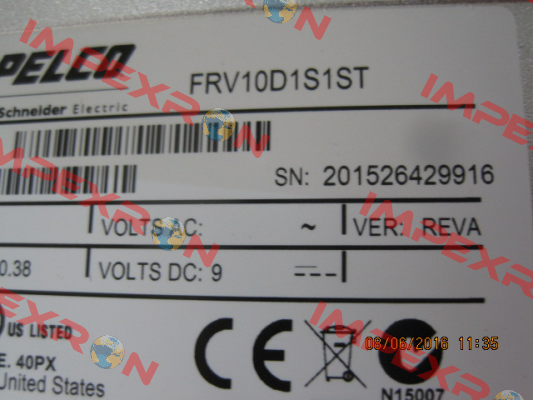 PELCO
FRV10D1S1ST
Schneider Electric
SN: 201526429916
VOLTS AC: ~ VER: REVA
0.38 VOLTS DC: 9
US LISTED
E. 40PX
United States
CE
N15007
06/06/2016 11:35
IMPEXRON
IMPEXRON
IMPEXRON
IMPEXRON